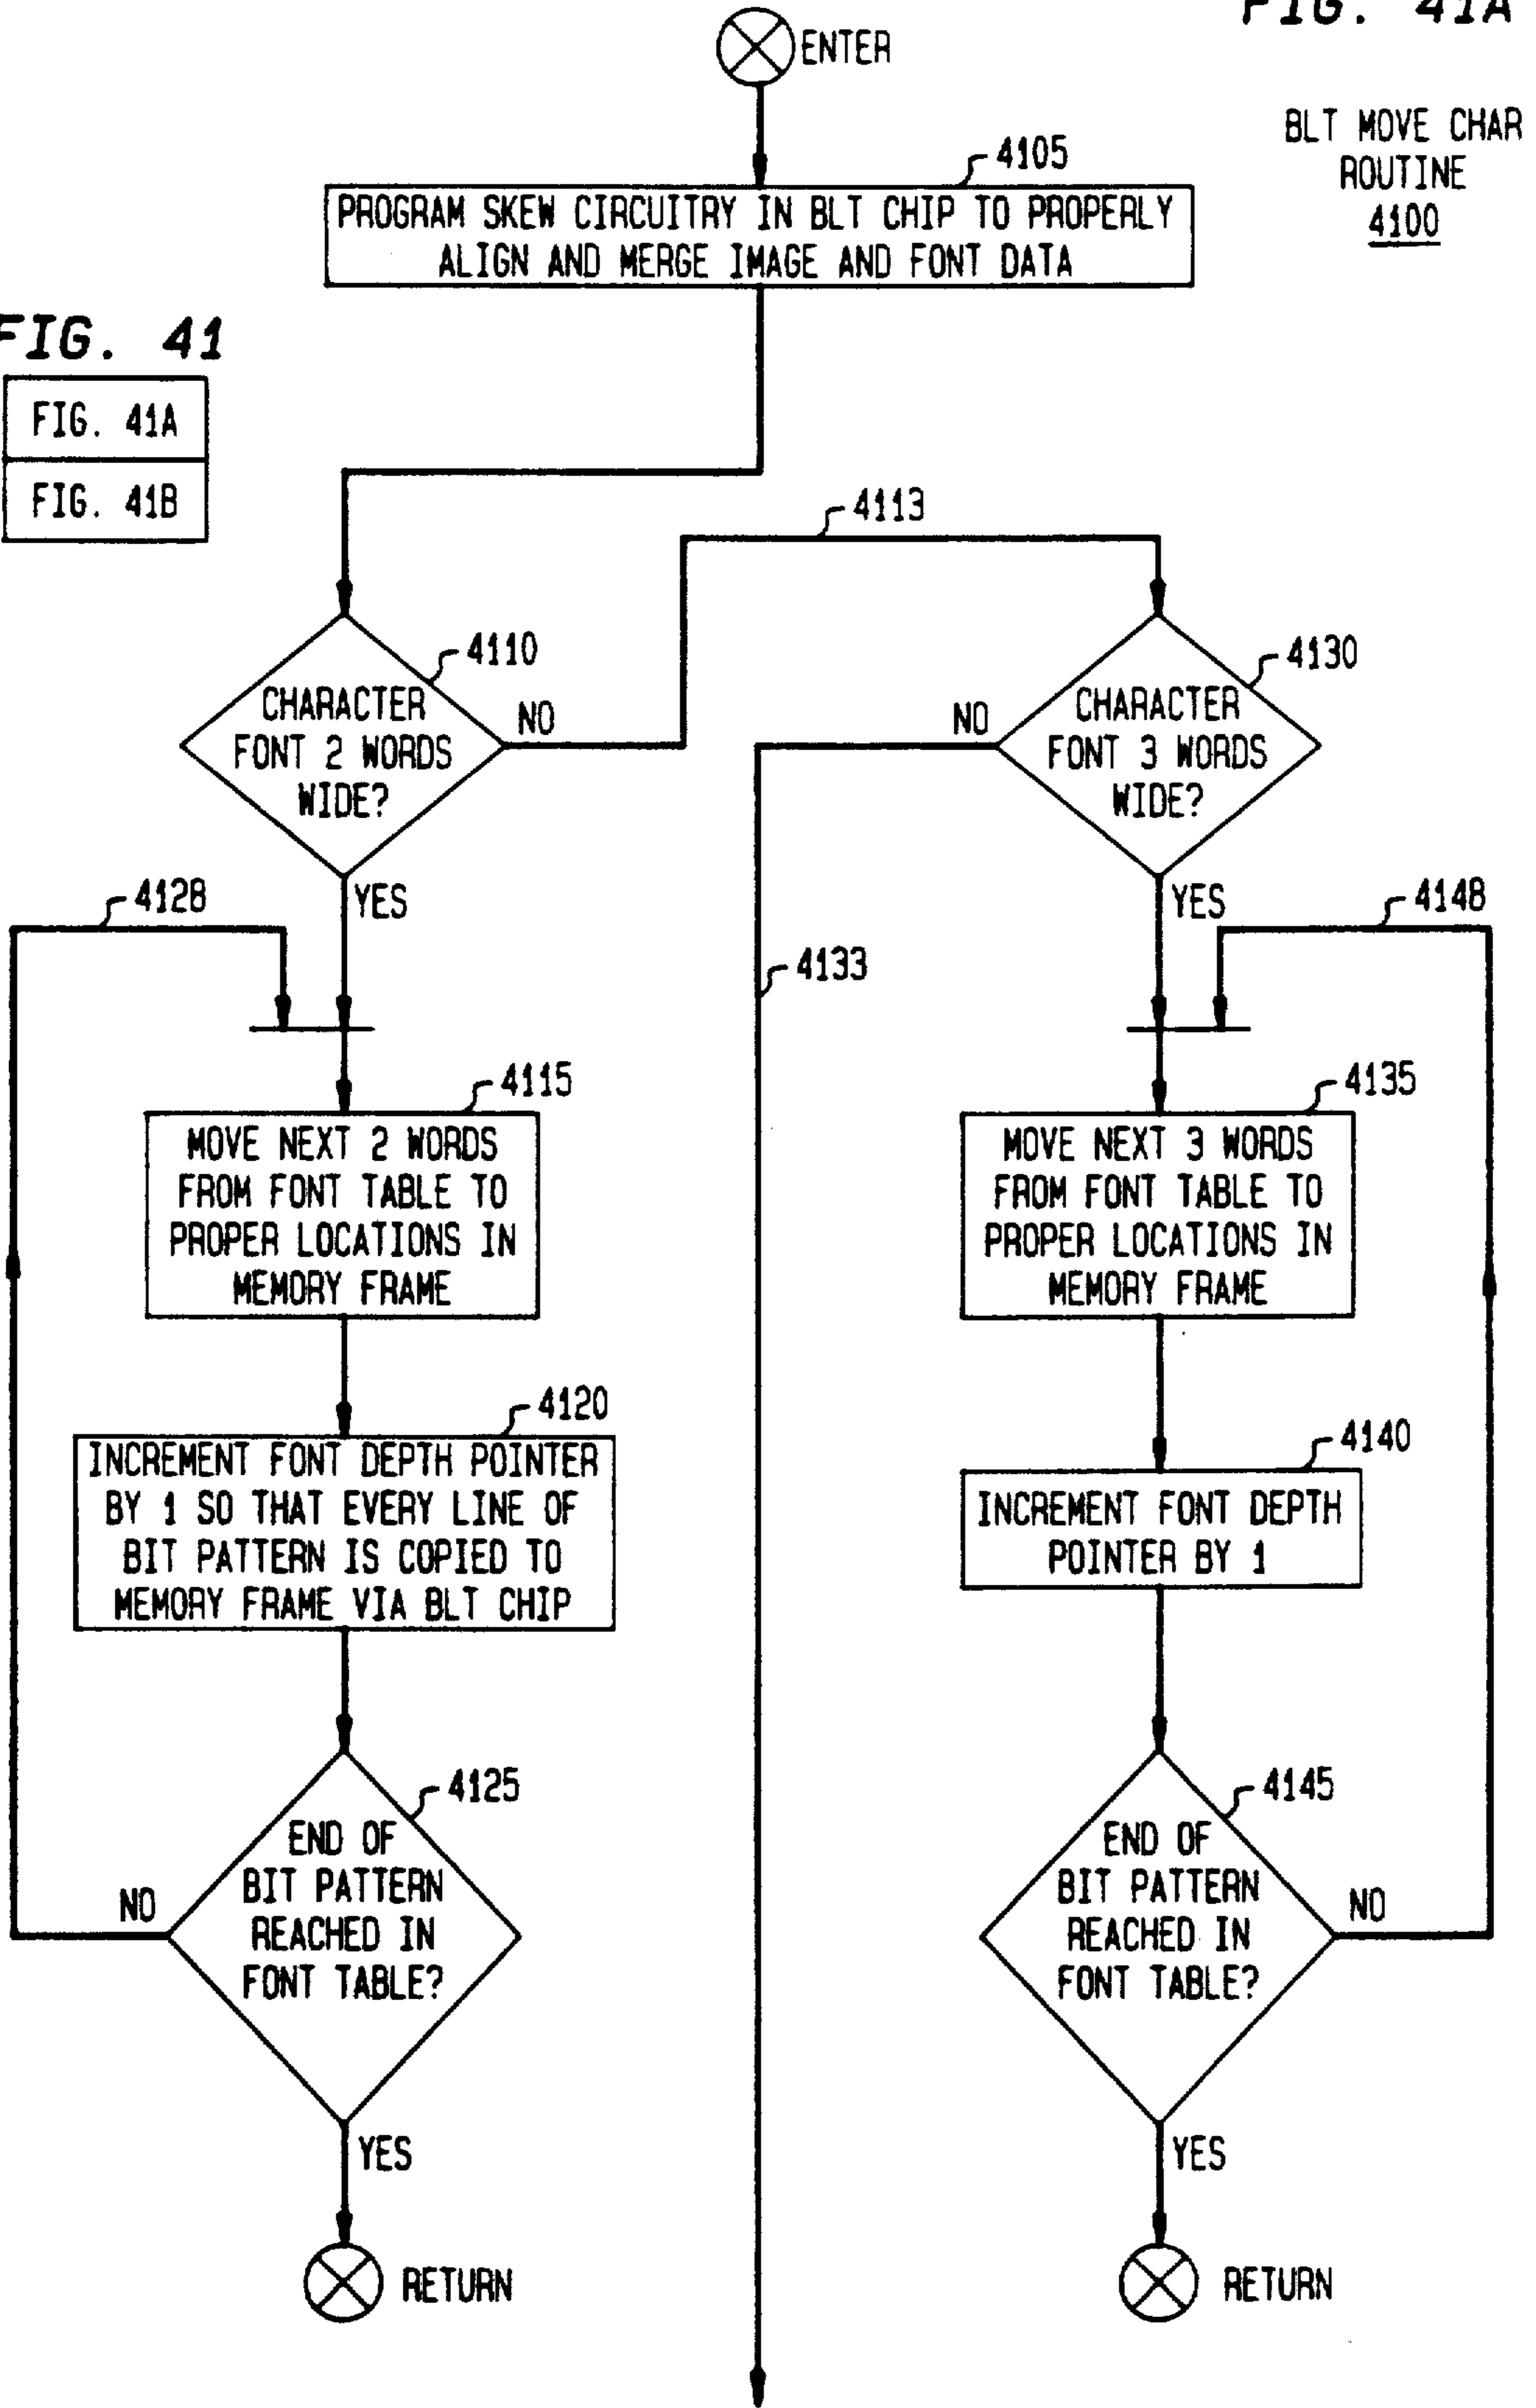 FIG. 41A
ENTER
BLT MOVE CHAR
ROUTINE
4100
4105
PROGRAM SKEW CIRCUITRY IN BLT CHIP TO PROPERLY
ALIGN AND MERGE IMAGE AND FONT DATA
FIG. 41
FIG. 41A
FIG. 41B
4113
4110
CHARACTER
FONT 2 WORDS
WIDE?
NO
YES
4130
CHARACTER
FONT 3 WORDS
WIDE?
NO
YES
4128
4133
4148
4115
MOVE NEXT 2 WORDS
FROM FONT TABLE TO
PROPER LOCATIONS IN
MEMORY FRAME
4135
MOVE NEXT 3 WORDS
FROM FONT TABLE TO
PROPER LOCATIONS IN
MEMORY FRAME
4120
INCREMENT FONT DEPTH POINTER
BY 1 SO THAT EVERY LINE OF
BIT PATTERN IS COPIED TO
MEMORY FRAME VIA BLT CHIP
4140
INCREMENT FONT DEPTH
POINTER BY 1
4125
END OF
BIT PATTERN
REACHED IN
FONT TABLE?
NO
YES
4145
END OF
BIT PATTERN
REACHED IN
FONT TABLE?
NO
YES
RETURN
RETURN